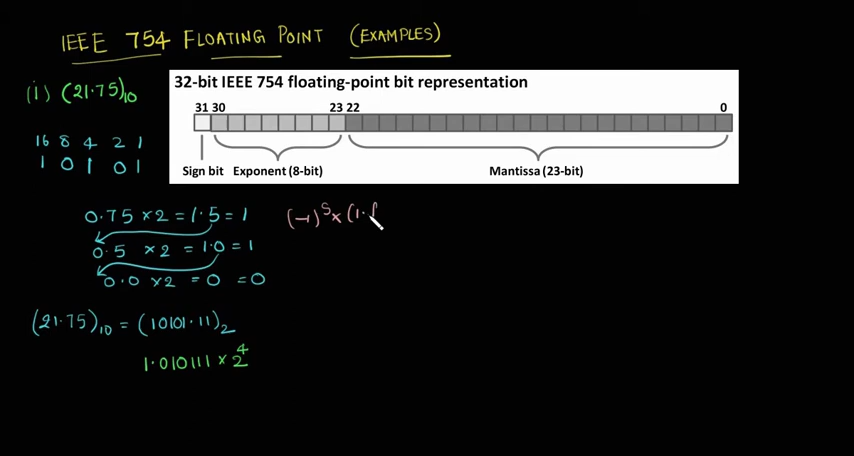 IEEE 754 FLOATING POINT (EXAMPLES)
(i) (21.75)₁₀
32-bit IEEE 754 floating-point bit representation
31 30 23 22 0
Sign bit Exponent (8-bit) Mantissa (23-bit)
16 8 4 2 1
1 0 1 0 1
0.75 × 2 = 1.5 = 1
(-1)ˢ × (1.
0.5 × 2 = 1.0 = 1
0.0 × 2 = 0 = 0
(21.75)₁₀ = (10101.11)₂
1.010111 × 2⁴